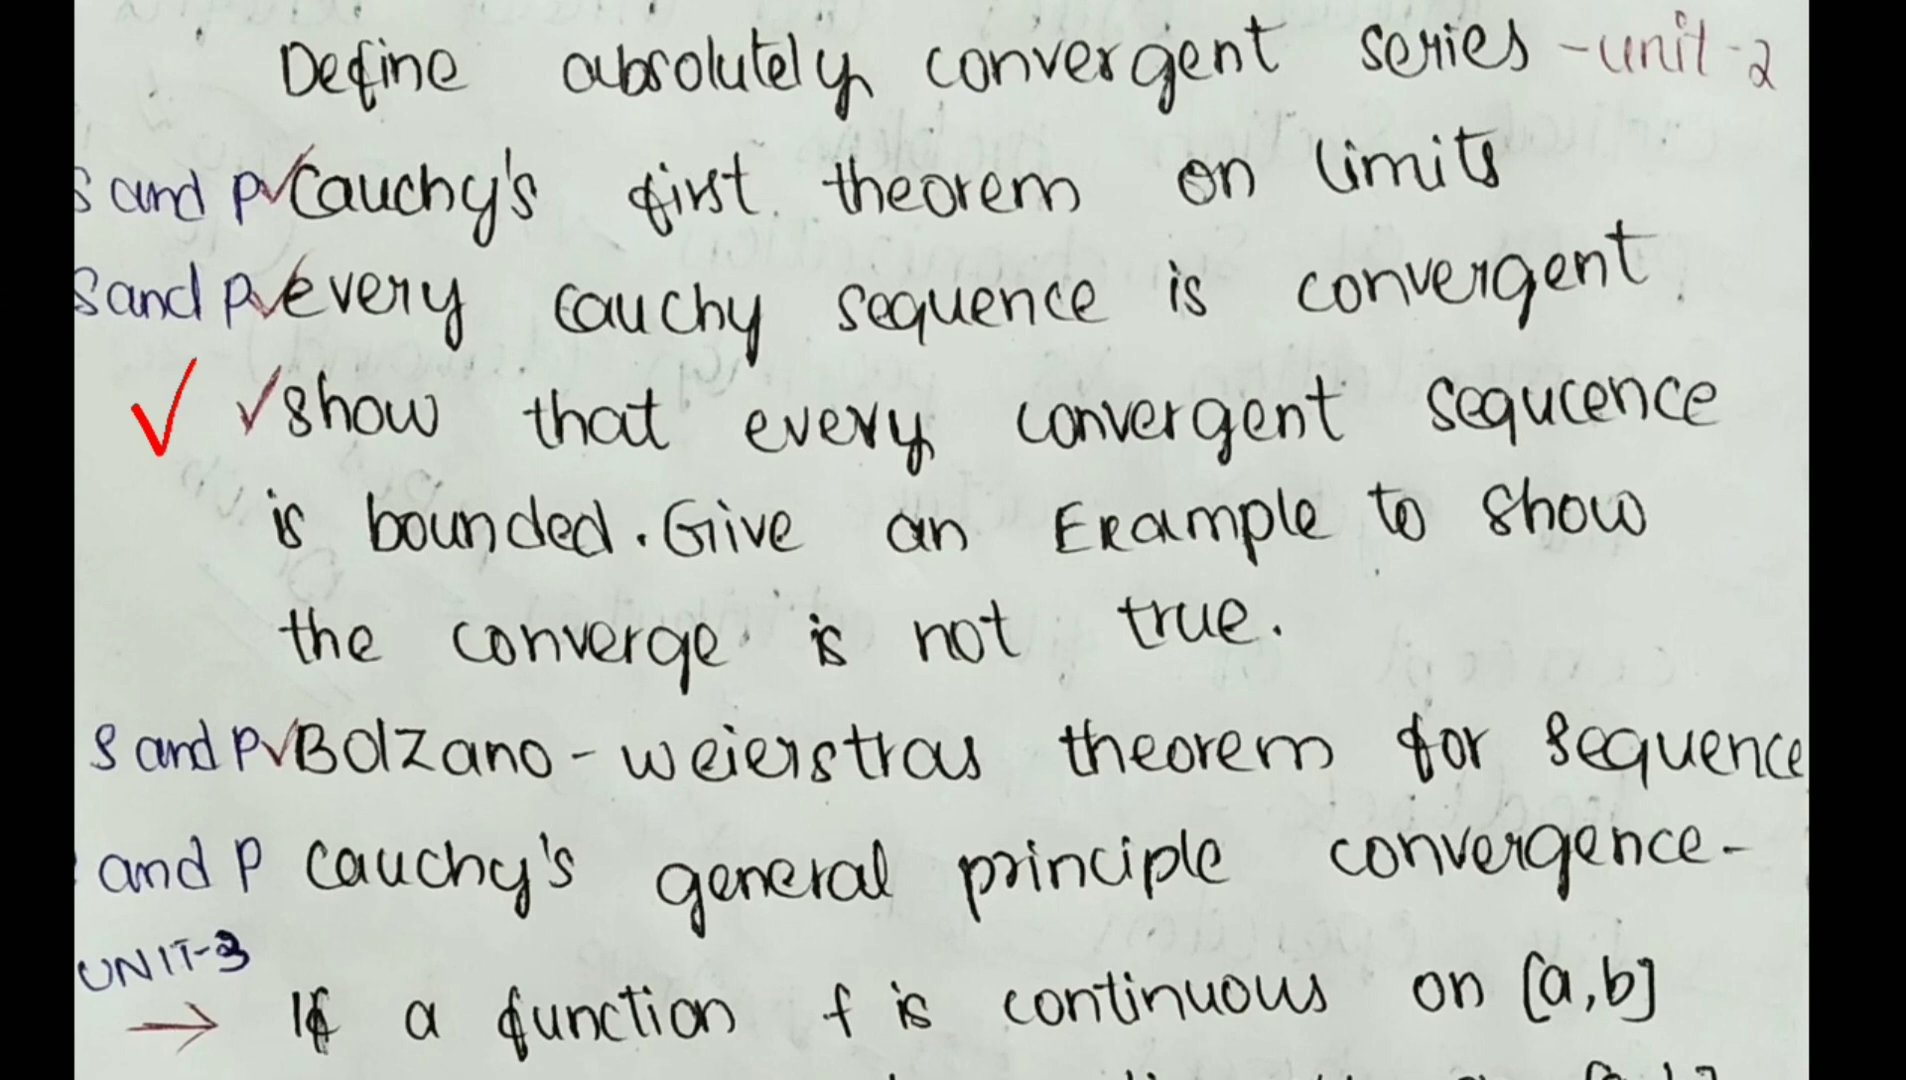 Define absolutely convergent series - unit-2
s and p ✓Cauchy's first theorem on limits
S and p ✓every cauchy sequence is convergent
✓ ✓show that every convergent sequcence
is bounded. Give an Example to show
the converge is not true.
S and P ✓Bolzano - weierstras theorem for sequence
and P cauchy's general principle convergence-
UNIT-3
→ If a function f is continuous on [a,b]